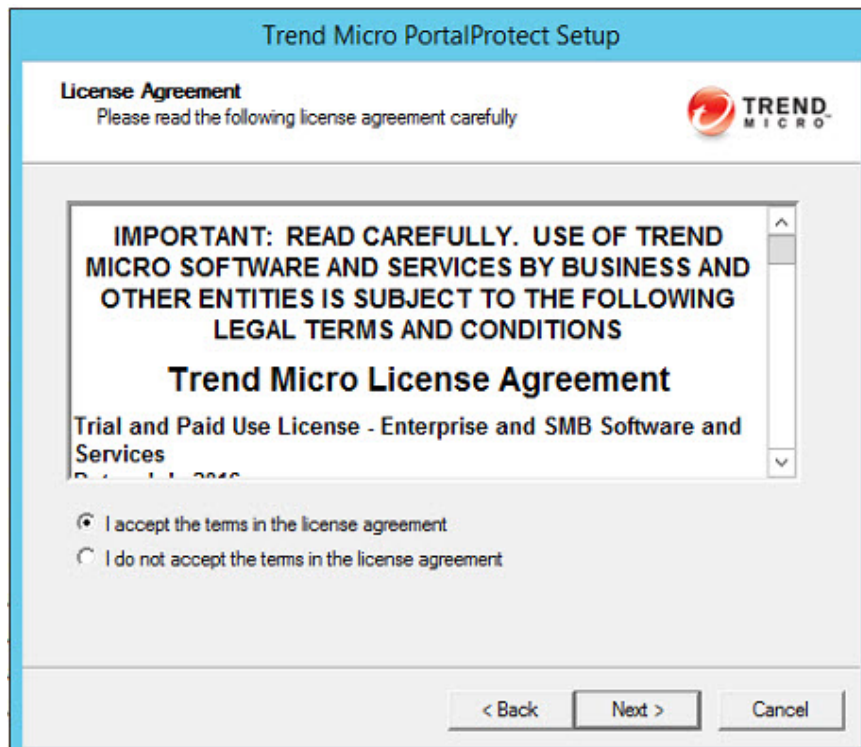 Trend Micro PortalProtect Setup
License Agreement
Please read the following license agreement carefully
TREND
MICRO
IMPORTANT: READ CAREFULLY. USE OF TREND
MICRO SOFTWARE AND SERVICES BY BUSINESS AND
OTHER ENTITIES IS SUBJECT TO THE FOLLOWING
LEGAL TERMS AND CONDITIONS
Trend Micro License Agreement
Trial and Paid Use License - Enterprise and SMB Software and
Services
I accept the terms in the license agreement
I do not accept the terms in the license agreement
< Back
Next >
Cancel